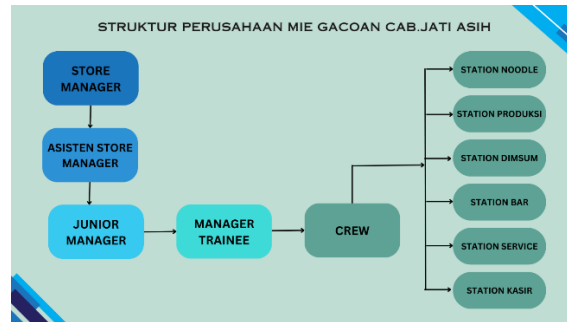 STRUKTUR PERUSAHAAN MIE GACOAN CAB.JATI ASIH
STORE
MANAGER
ASISTEN STORE
MANAGER
JUNIOR
MANAGER
MANAGER
TRAINEE
CREW
STATION NOODLE
STATION PRODUKSI
STATION DIMSUM
STATION BAR
STATION SERVICE
STATION KASIR